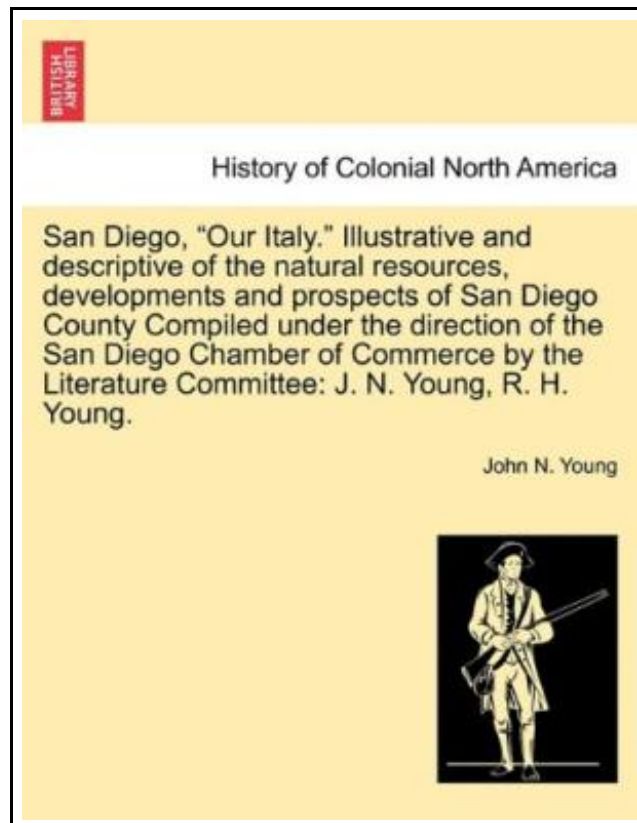 BRITISH
LIBRARY
History of Colonial North America
San Diego, “Our Italy.” Illustrative and
descriptive of the natural resources,
developments and prospects of San Diego
County Compiled under the direction of the
San Diego Chamber of Commerce by the
Literature Committee: J. N. Young, R. H.
Young.
John N. Young